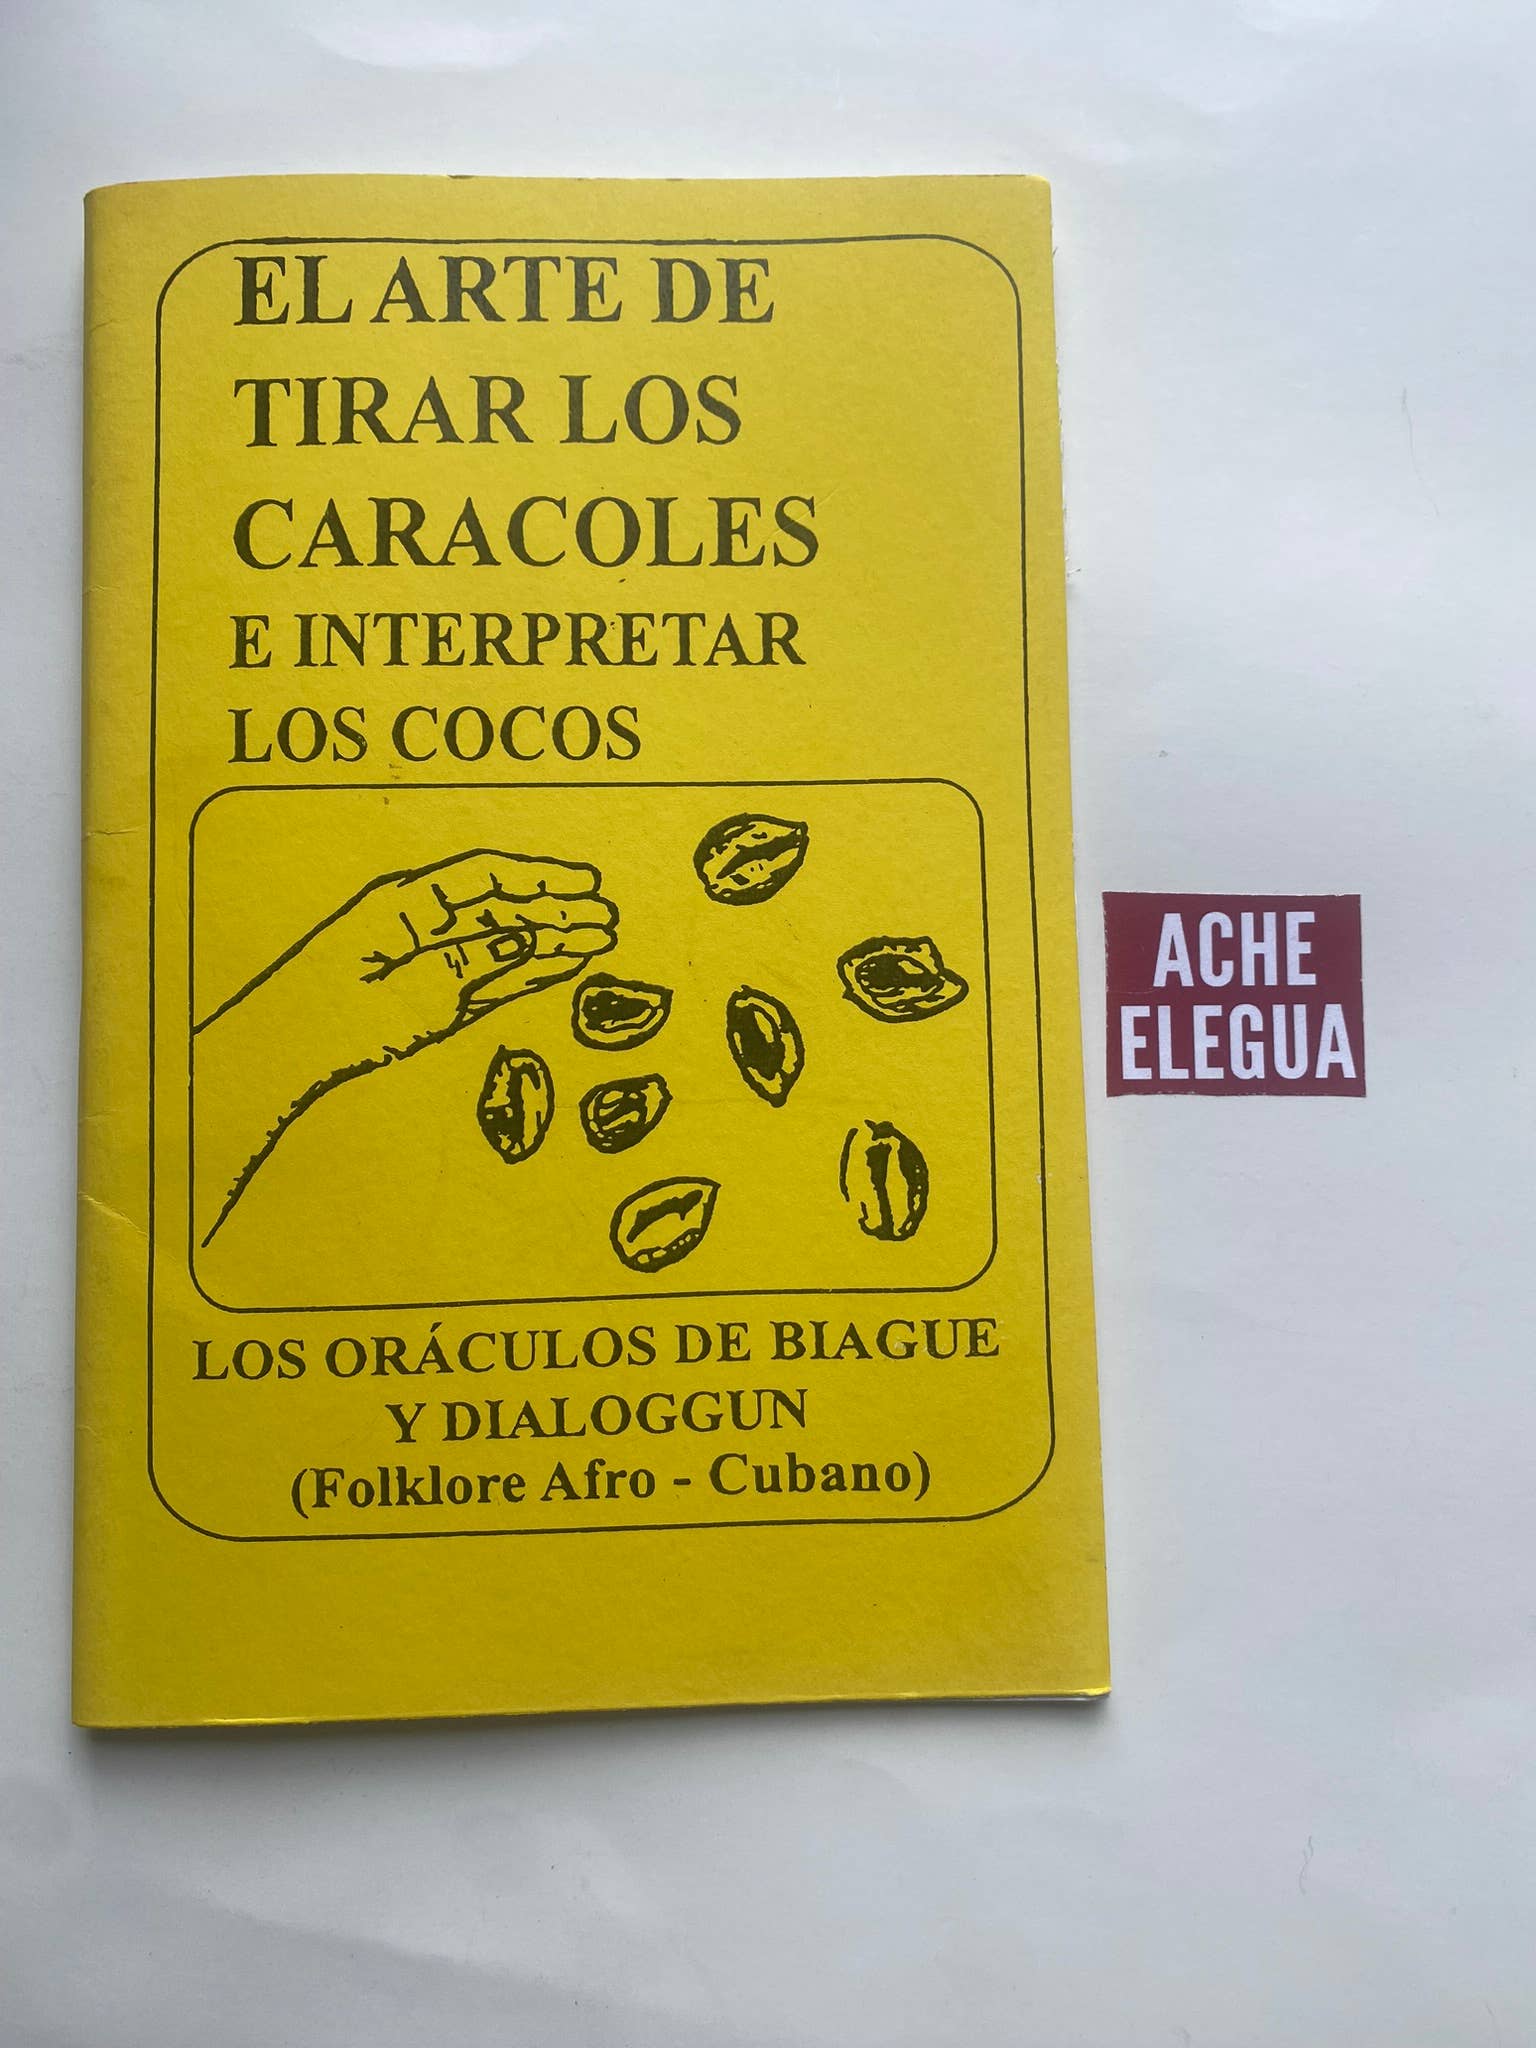 EL ARTE DE
TIRAR LOS
CARACOLES
E INTERPRETAR
LOS COCOS
LOS ORÁCULOS DE BIAGUE
Y DIALOGGUN
(Folklore Afro - Cubano)
ACHE
ELEGUA